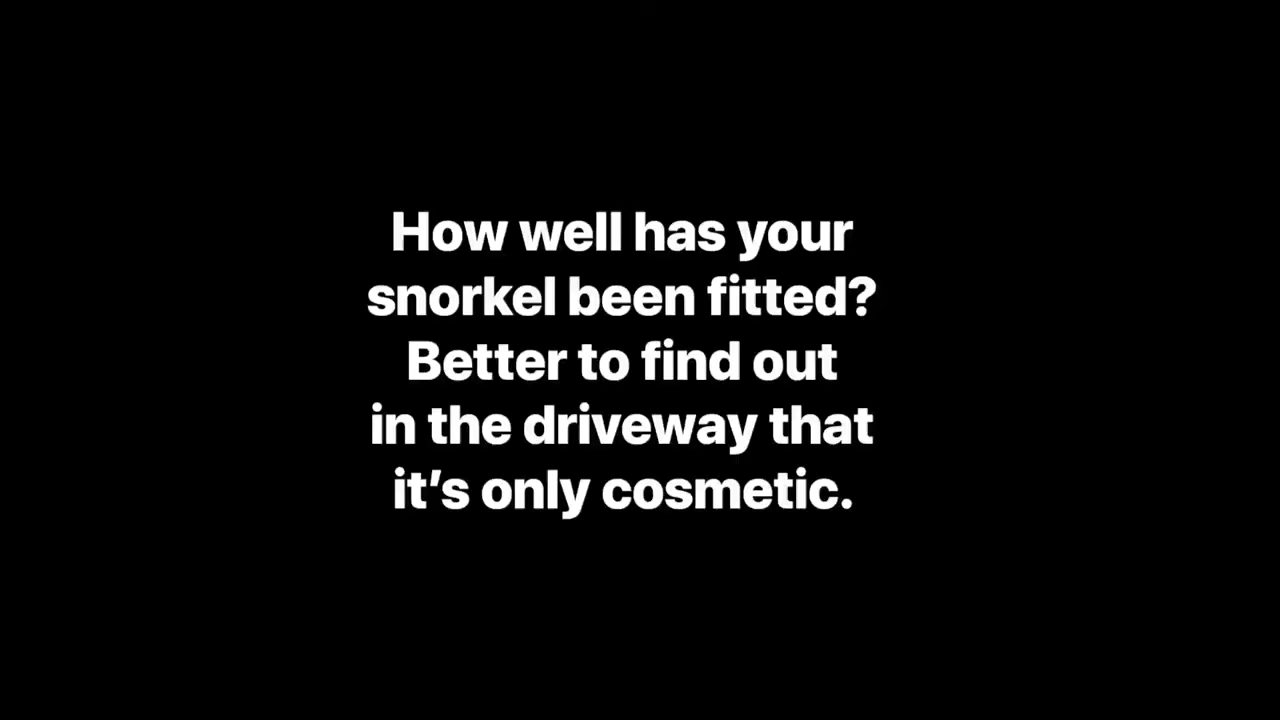 How well has your
snorkel been fitted?
Better to find out
in the driveway that
it’s only cosmetic.